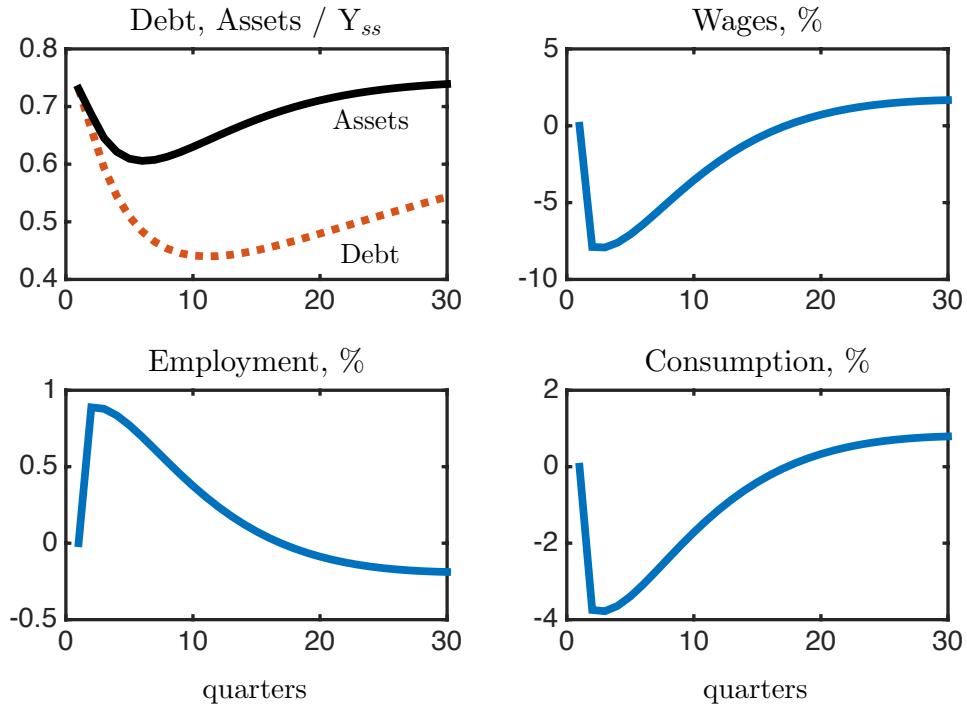 Debt, Assets / Y_ss
0.8
0.7
0.6
0.5
0.4
Assets
Debt
0 10 20 30
Wages, %
5
0
-5
-10
0 10 20 30
Employment, %
1
0.5
0
-0.5
0 10 20 30
quarters
Consumption, %
2
0
-2
-4
0 10 20 30
quarters